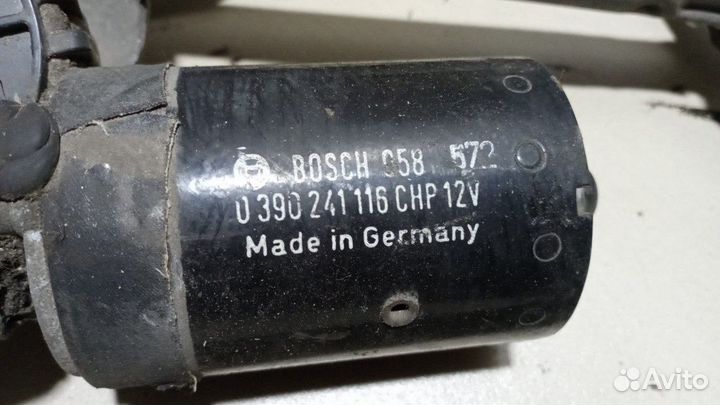 BOSCH 058 572
0 390 241 116 CHP 12V
Made in Germany
Avito